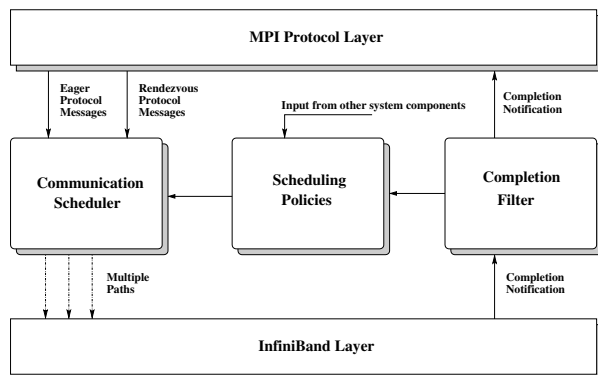 MPI Protocol Layer
Eager
Protocol
Messages
Rendezvous
Protocol
Messages
Input from other system components
Completion
Notification
Communication
Scheduler
Scheduling
Policies
Completion
Filter
Multiple
Paths
Completion
Notification
InfiniBand Layer